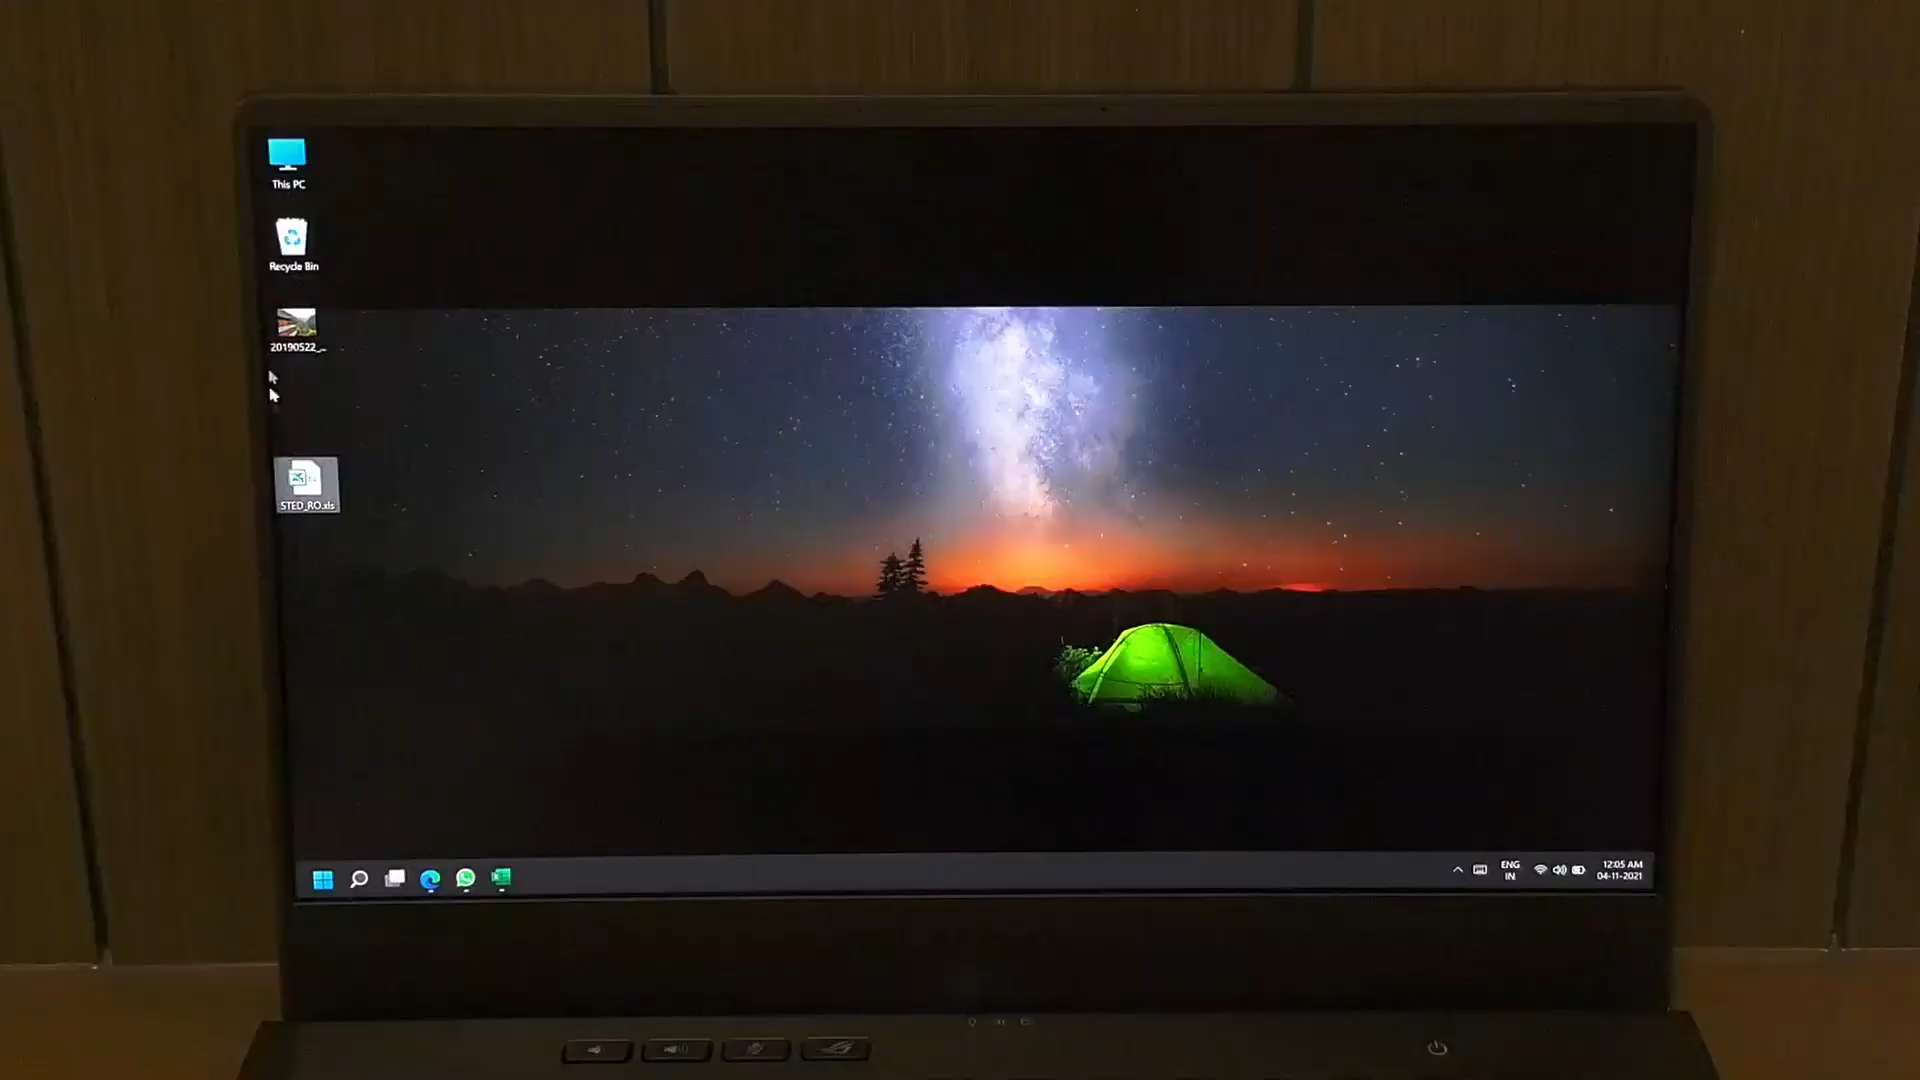 This PC
Recycle Bin
20190522_...
STED_RO.xls
ENG
IN
12:05 AM
04-11-2021